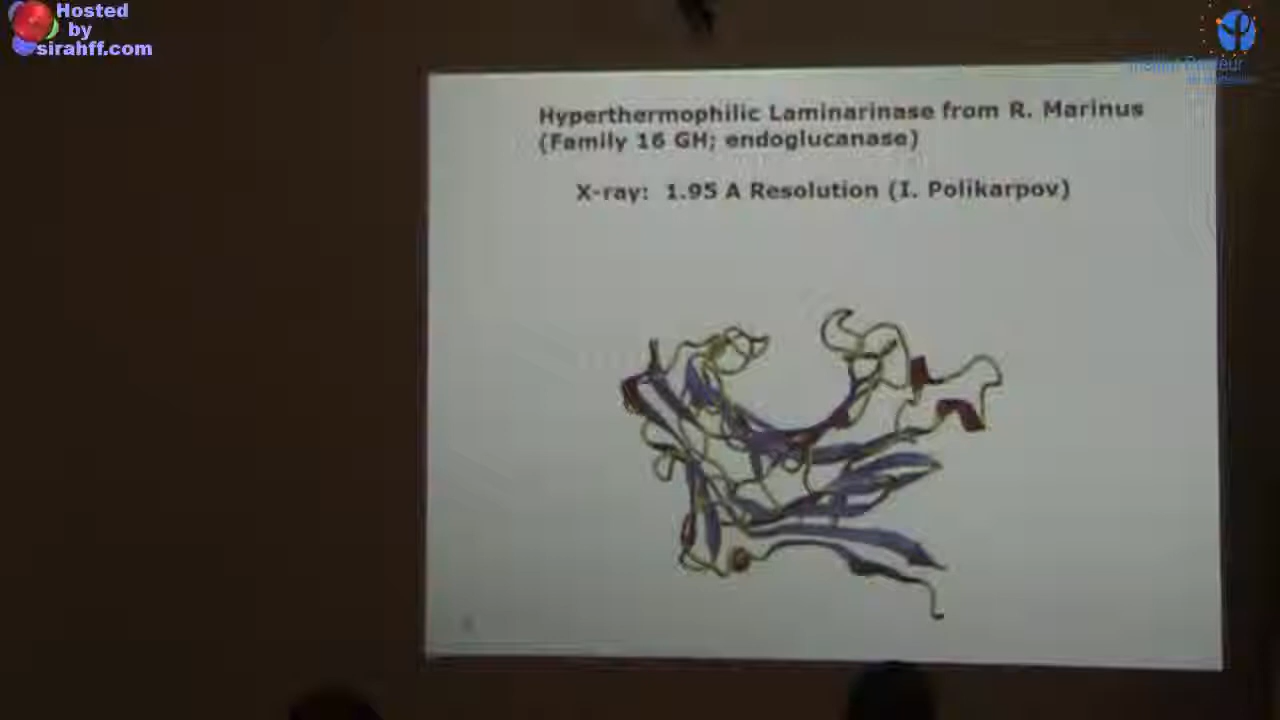 Hosted
by
sirahff.com
Hyperthermophilic Laminarinase from R. Marinus
(Family 16 GH; endoglucanase)
X-ray: 1.95 A Resolution (I. Polikarpov)